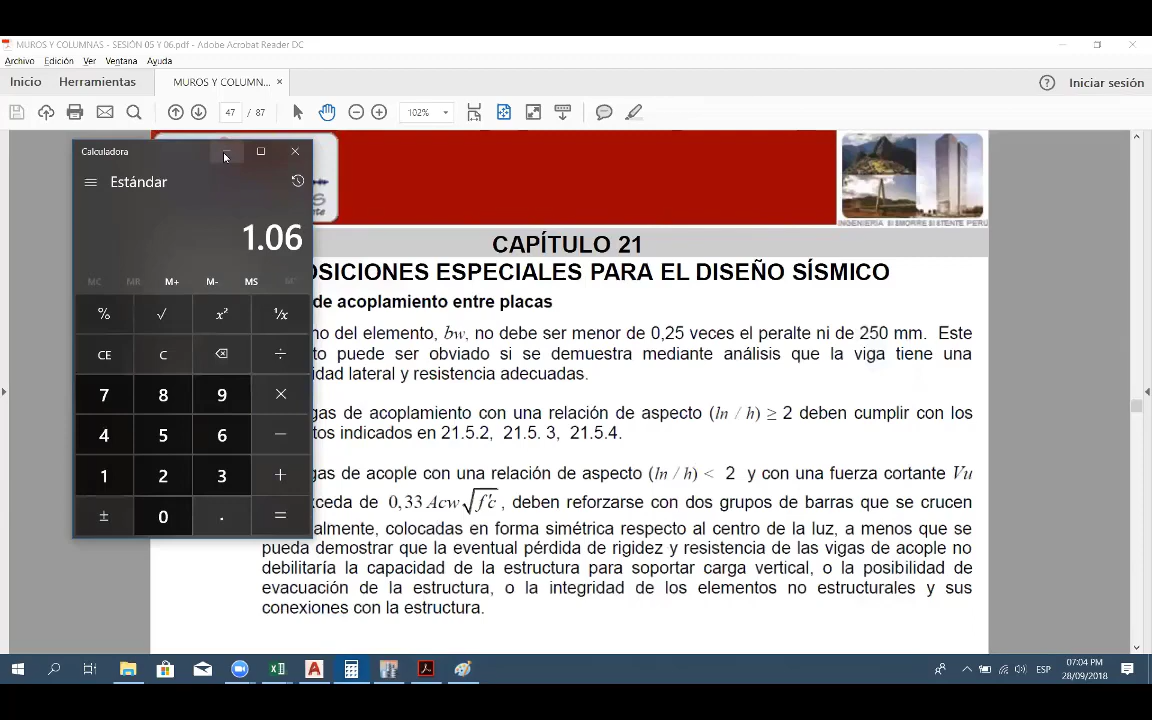 MUROS Y COLUMNAS - SESIÓN 05 Y 06.pdf - Adobe Acrobat Reader DC
Archivo Edición Ver Ventana Ayuda
Inicio Herramientas MUROS Y COLUMN... × Iniciar sesión
47 / 87 102%
Calculadora
Estándar
1.06
MC MR M+ M- MS
% √ x² ¹/x
CE C ÷
7 8 9 ×
4 5 6 −
1 2 3 +
± 0 . =
INGENIERIA SISMORRESISTENTE PERU
CAPÍTULO 21
OSICIONES ESPECIALES PARA EL DISEÑO SÍSMICO
de acoplamiento entre placas
no del elemento, bw, no debe ser menor de 0,25 veces el peralte ni de 250 mm. Este
to puede ser obviado si se demuestra mediante análisis que la viga tiene una
idad lateral y resistencia adecuadas.
gas de acoplamiento con una relación de aspecto (ln / h) ≥ 2 deben cumplir con los
tos indicados en 21.5.2, 21.5. 3, 21.5.4.
gas de acople con una relación de aspecto (ln / h) < 2 y con una fuerza cortante Vu
ceda de 0,33 Acw √f'c , deben reforzarse con dos grupos de barras que se crucen
almente, colocadas en forma simétrica respecto al centro de la luz, a menos que se
pueda demostrar que la eventual pérdida de rigidez y resistencia de las vigas de acople no
debilitaría la capacidad de la estructura para soportar carga vertical, o la posibilidad de
evacuación de la estructura, o la integridad de los elementos no estructurales y sus
conexiones con la estructura.
ESP
07:04 PM
28/09/2018